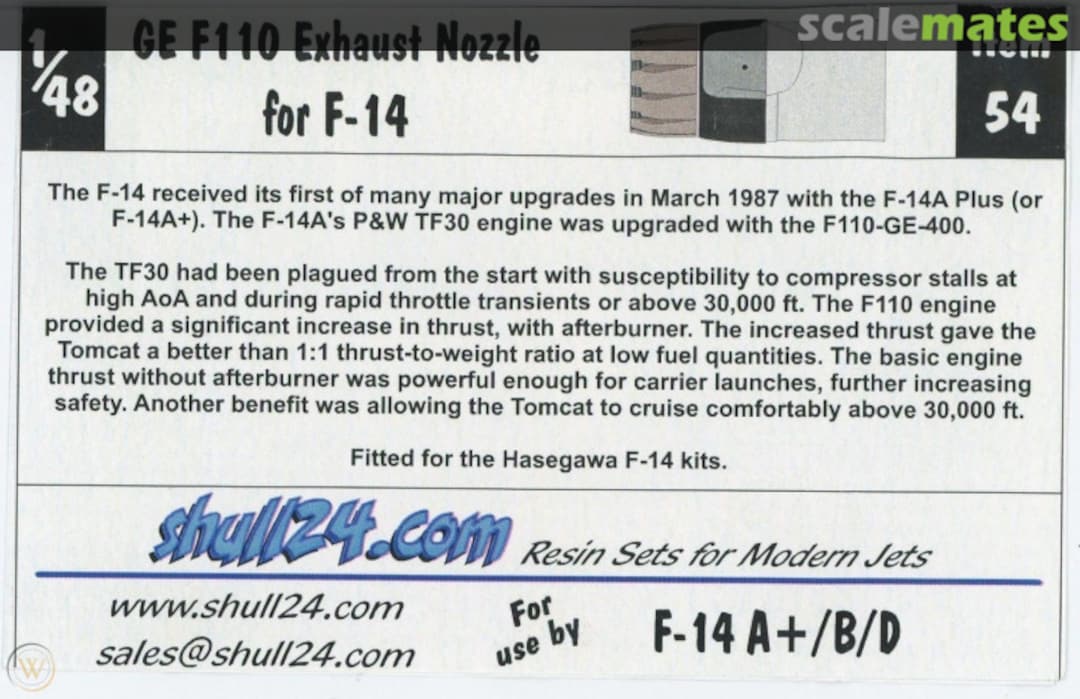 scalemates
1/48
GE F110 Exhaust Nozzle
for F-14
Item
54
The F-14 received its first of many major upgrades in March 1987 with the F-14A Plus (or
F-14A+). The F-14A's P&W TF30 engine was upgraded with the F110-GE-400.
The TF30 had been plagued from the start with susceptibility to compressor stalls at
high AoA and during rapid throttle transients or above 30,000 ft. The F110 engine
provided a significant increase in thrust, with afterburner. The increased thrust gave the
Tomcat a better than 1:1 thrust-to-weight ratio at low fuel quantities. The basic engine
thrust without afterburner was powerful enough for carrier launches, further increasing
safety. Another benefit was allowing the Tomcat to cruise comfortably above 30,000 ft.
Fitted for the Hasegawa F-14 kits.
shull24.com
Resin Sets for Modern Jets
www.shull24.com
sales@shull24.com
For
use by
F-14 A+/B/D
W